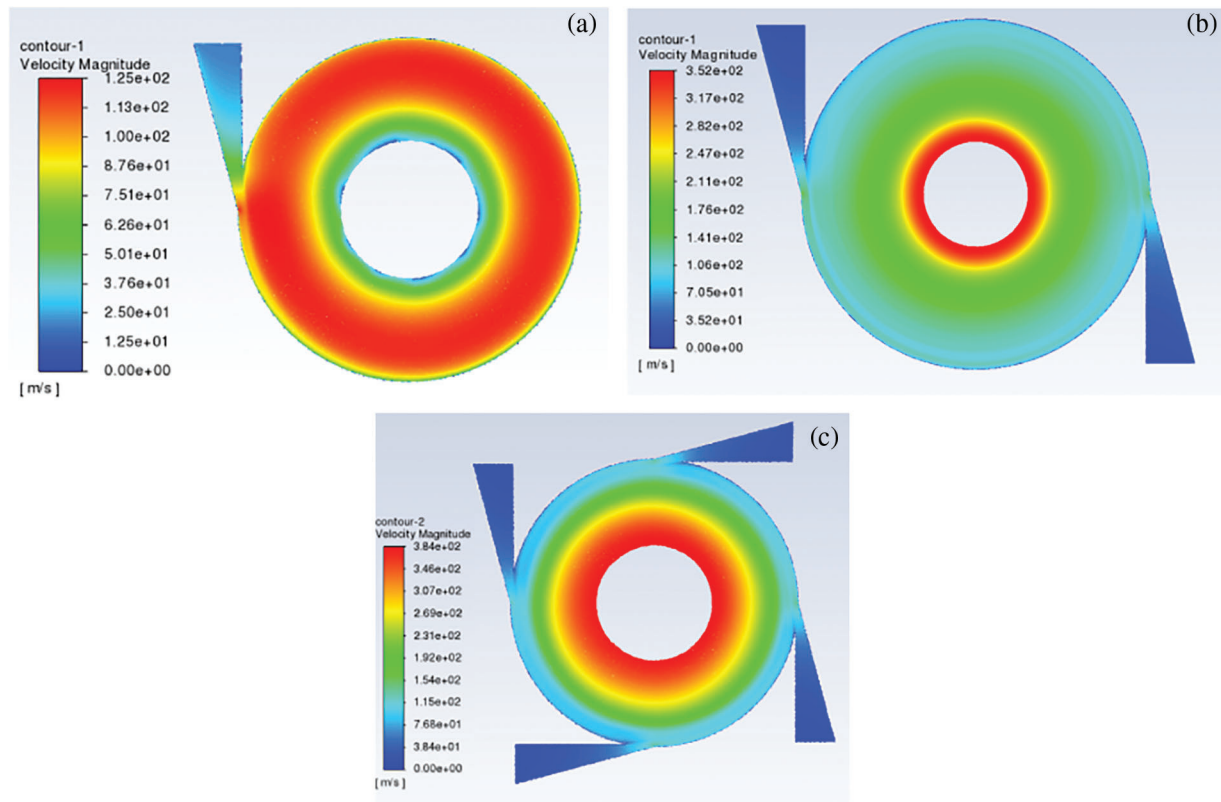 (a)
contour-1
Velocity Magnitude
1.25e+02
1.13e+02
1.00e+02
8.76e+01
7.51e+01
6.26e+01
5.01e+01
3.76e+01
2.50e+01
1.25e+01
0.00e+00
[ m/s ]
(b)
contour-1
Velocity Magnitude
3.52e+02
3.17e+02
2.82e+02
2.47e+02
2.11e+02
1.76e+02
1.41e+02
1.06e+02
7.05e+01
3.52e+01
0.00e+00
[ m/s ]
(c)
contour-2
Velocity Magnitude
3.84e+02
3.46e+02
3.07e+02
2.69e+02
2.31e+02
1.92e+02
1.54e+02
1.15e+02
7.68e+01
3.84e+01
0.00e+00
[ m/s ]